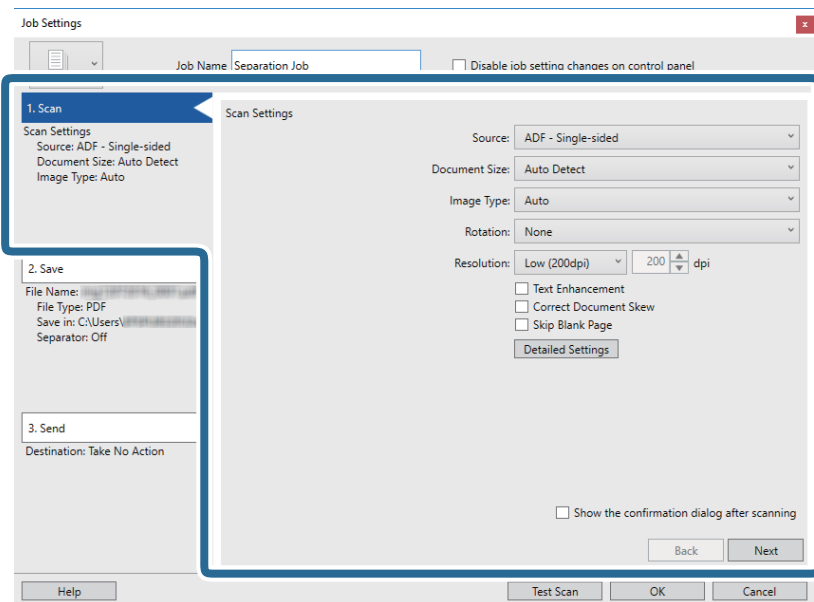 Job Settings
x
Job Name Separation Job
Disable job setting changes on control panel
1. Scan
Scan Settings
Source: ADF - Single-sided
Document Size: Auto Detect
Image Type: Auto
2. Save
File Name:
File Type: PDF
Save in: C:\Users\
Separator: Off
3. Send
Destination: Take No Action
Scan Settings
Source: ADF - Single-sided
Document Size: Auto Detect
Image Type: Auto
Rotation: None
Resolution: Low (200dpi) 200 dpi
Text Enhancement
Correct Document Skew
Skip Blank Page
Detailed Settings
Show the confirmation dialog after scanning
Back Next
Help Test Scan OK Cancel